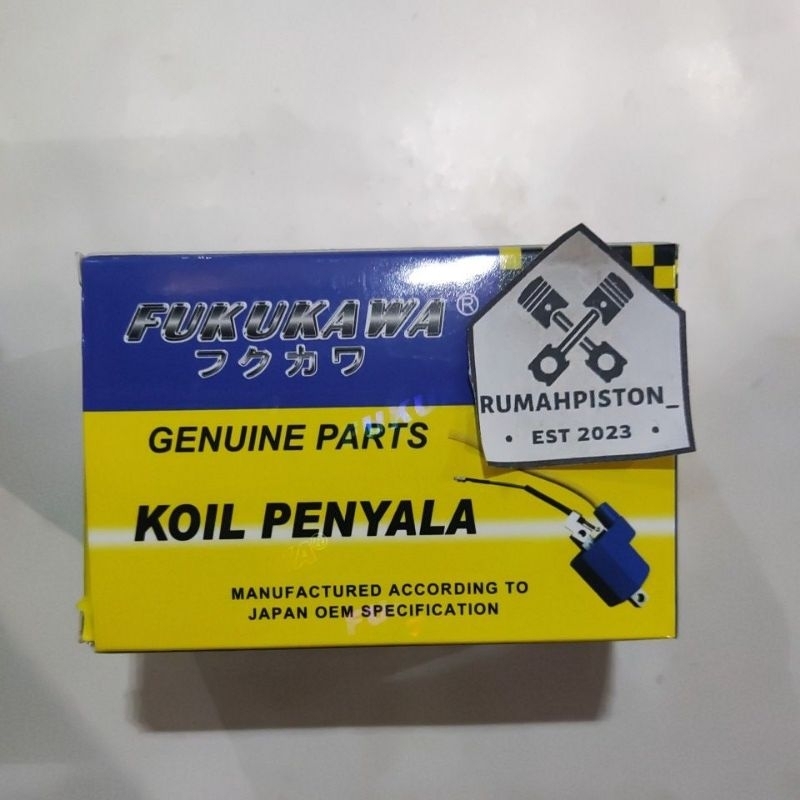 FUKUKAWA®
フクカワ
GENUINE PARTS
KOIL PENYALA
MANUFACTURED ACCORDING TO
JAPAN OEM SPECIFICATION
RUMAHPISTON_
• EST 2023 •